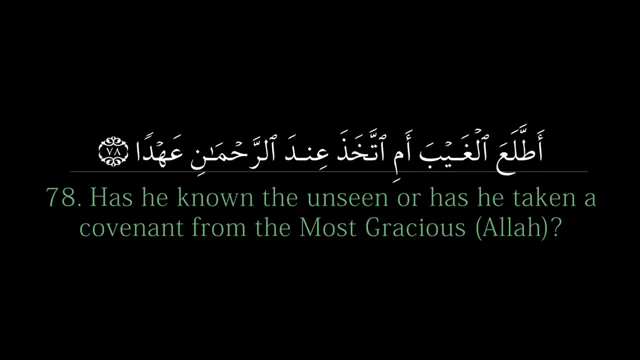 أَطَّلَعَ ٱلْغَيْبَ أَمِ ٱتَّخَذَ عِندَ ٱلرَّحْمَـٰنِ عَهْدًا ٧٨
78. Has he known the unseen or has he taken a
covenant from the Most Gracious (Allah)?